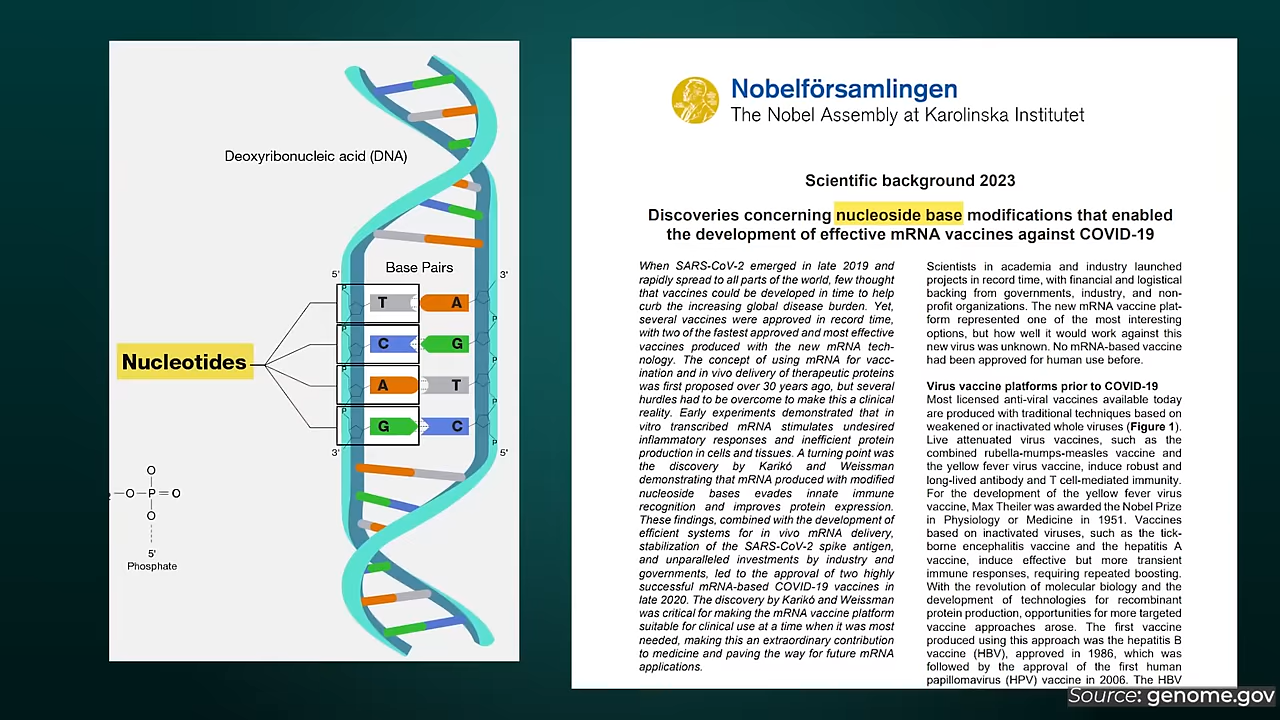 Deoxyribonucleic acid (DNA)
Base Pairs
5'
3'
P
P
T
A
P
P
C
G
Nucleotides
P
P
A
T
P
P
G
C
3'
5'
O
O P O
O
5'
Phosphate
Nobelförsamlingen
The Nobel Assembly at Karolinska Institutet
Scientific background 2023
Discoveries concerning nucleoside base modifications that enabled
the development of effective mRNA vaccines against COVID-19
When SARS-CoV-2 emerged in late 2019 and
rapidly spread to all parts of the world, few thought
that vaccines could be developed in time to help
curb the increasing global disease burden. Yet,
several vaccines were approved in record time,
with two of the fastest approved and most effective
vaccines produced with the new mRNA tech-
nology. The concept of using mRNA for vacc-
ination and in vivo delivery of therapeutic proteins
was first proposed over 30 years ago, but several
hurdles had to be overcome to make this a clinical
reality. Early experiments demonstrated that in
vitro transcribed mRNA stimulates undesired
inflammatory responses and inefficient protein
production in cells and tissues. A turning point was
the discovery by Karikó and Weissman
demonstrating that mRNA produced with modified
nucleoside bases evades innate immune
recognition and improves protein expression.
These findings, combined with the development of
efficient systems for in vivo mRNA delivery,
stabilization of the SARS-CoV-2 spike antigen,
and unparalleled investments by industry and
governments, led to the approval of two highly
successful mRNA-based COVID-19 vaccines in
late 2020. The discovery by Karikó and Weissman
was critical for making the mRNA vaccine platform
suitable for clinical use at a time when it was most
needed, making this an extraordinary contribution
to medicine and paving the way for future mRNA
applications.
Scientists in academia and industry launched
projects in record time, with financial and logistical
backing from governments, industry, and non-
profit organizations. The new mRNA vaccine plat-
form represented one of the most interesting
options, but how well it would work against this
new virus was unknown. No mRNA-based vaccine
had been approved for human use before.
Virus vaccine platforms prior to COVID-19
Most licensed anti-viral vaccines available today
are produced with traditional techniques based on
weakened or inactivated whole viruses (Figure 1).
Live attenuated virus vaccines, such as the
combined rubella-mumps-measles vaccine and
the yellow fever virus vaccine, induce robust and
long-lived antibody and T cell-mediated immunity.
For the development of the yellow fever virus
vaccine, Max Theiler was awarded the Nobel Prize
in Physiology or Medicine in 1951. Vaccines
based on inactivated viruses, such as the tick-
borne encephalitis vaccine and the hepatitis A
vaccine, induce effective but more transient
immune responses, requiring repeated boosting.
With the revolution of molecular biology and the
development of technologies for recombinant
protein production, opportunities for more targeted
vaccine approaches arose. The first vaccine
produced using this approach was the hepatitis B
vaccine (HBV), approved in 1986, which was
followed by the approval of the first human
papillomavirus (HPV) vaccine in 2006. The HBV
Source: genome.gov